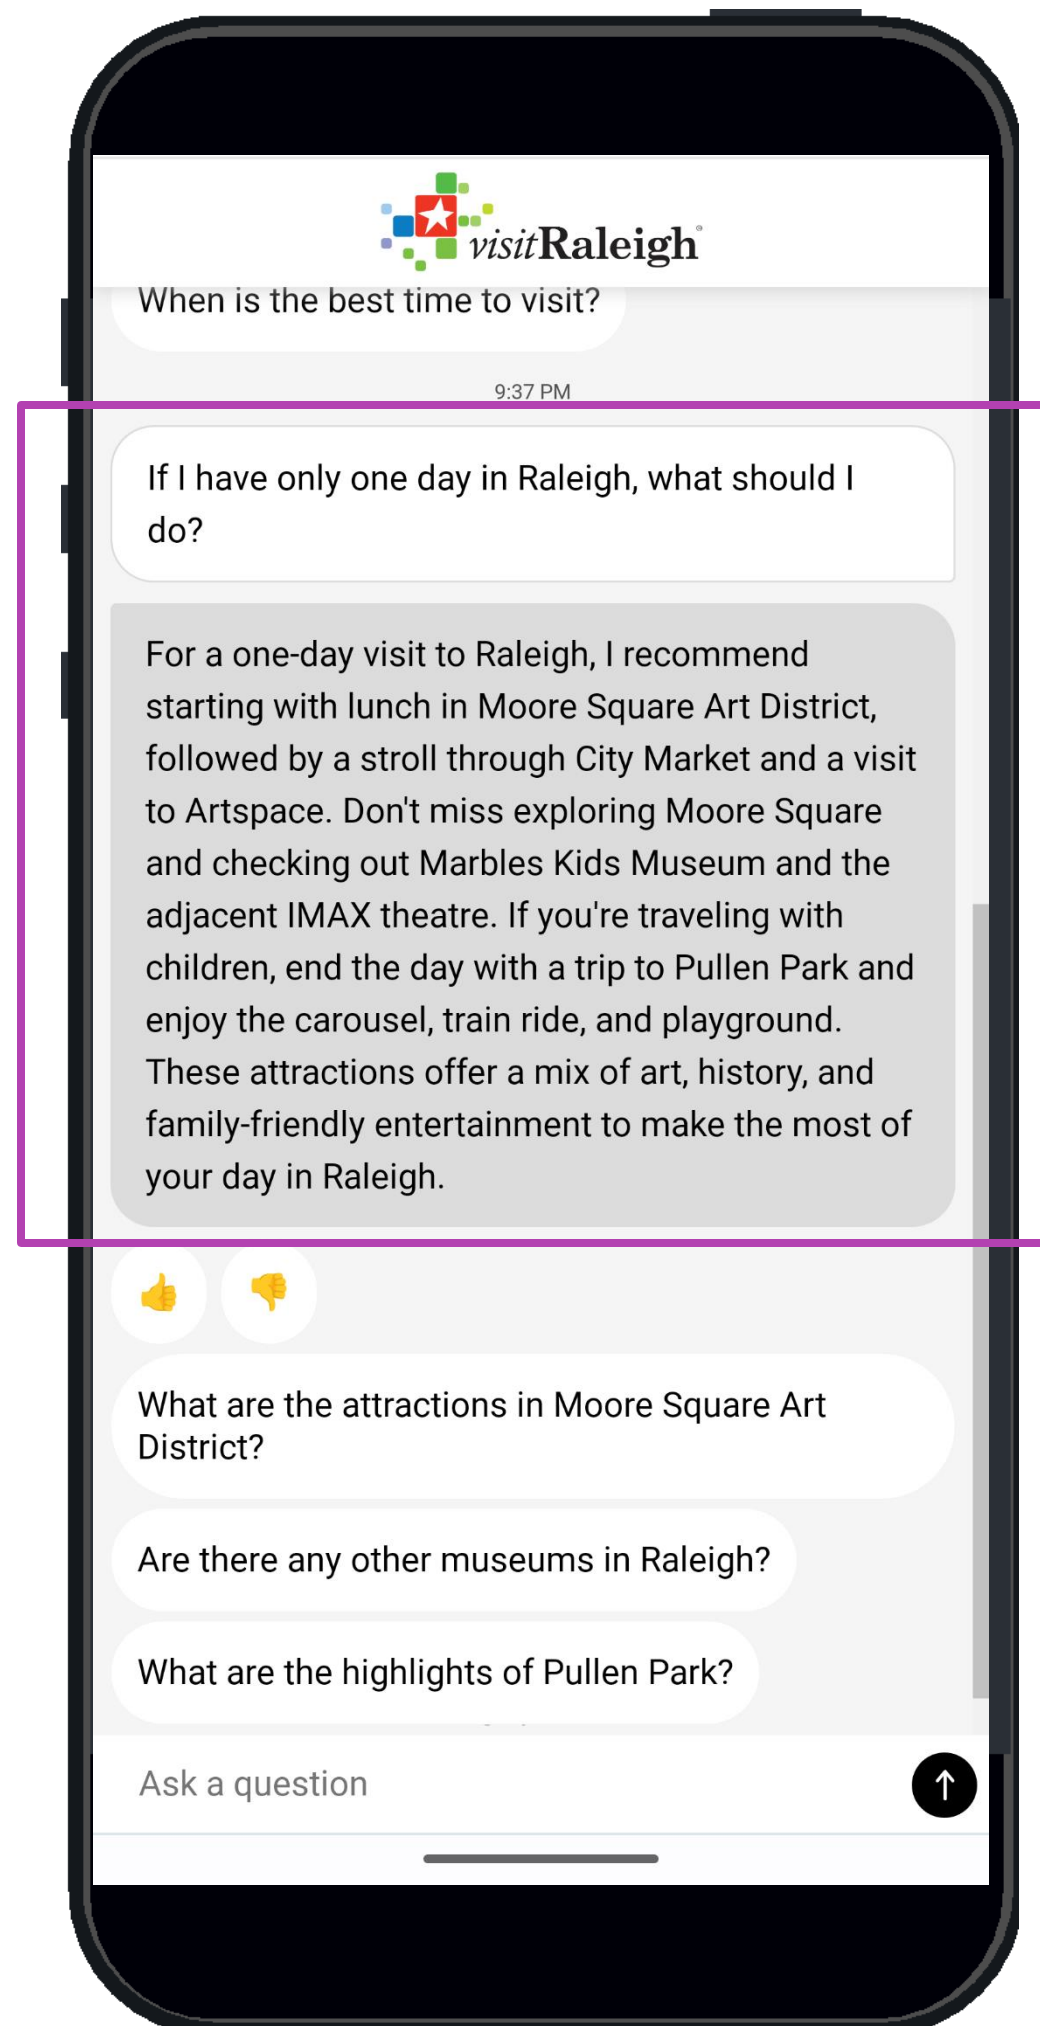 visitRaleigh®
When is the best time to visit?
9:37 PM
If I have only one day in Raleigh, what should I
do?
For a one-day visit to Raleigh, I recommend
starting with lunch in Moore Square Art District,
followed by a stroll through City Market and a visit
to Artspace. Don't miss exploring Moore Square
and checking out Marbles Kids Museum and the
adjacent IMAX theatre. If you're traveling with
children, end the day with a trip to Pullen Park and
enjoy the carousel, train ride, and playground.
These attractions offer a mix of art, history, and
family-friendly entertainment to make the most of
your day in Raleigh.
What are the attractions in Moore Square Art
District?
Are there any other museums in Raleigh?
What are the highlights of Pullen Park?
Ask a question